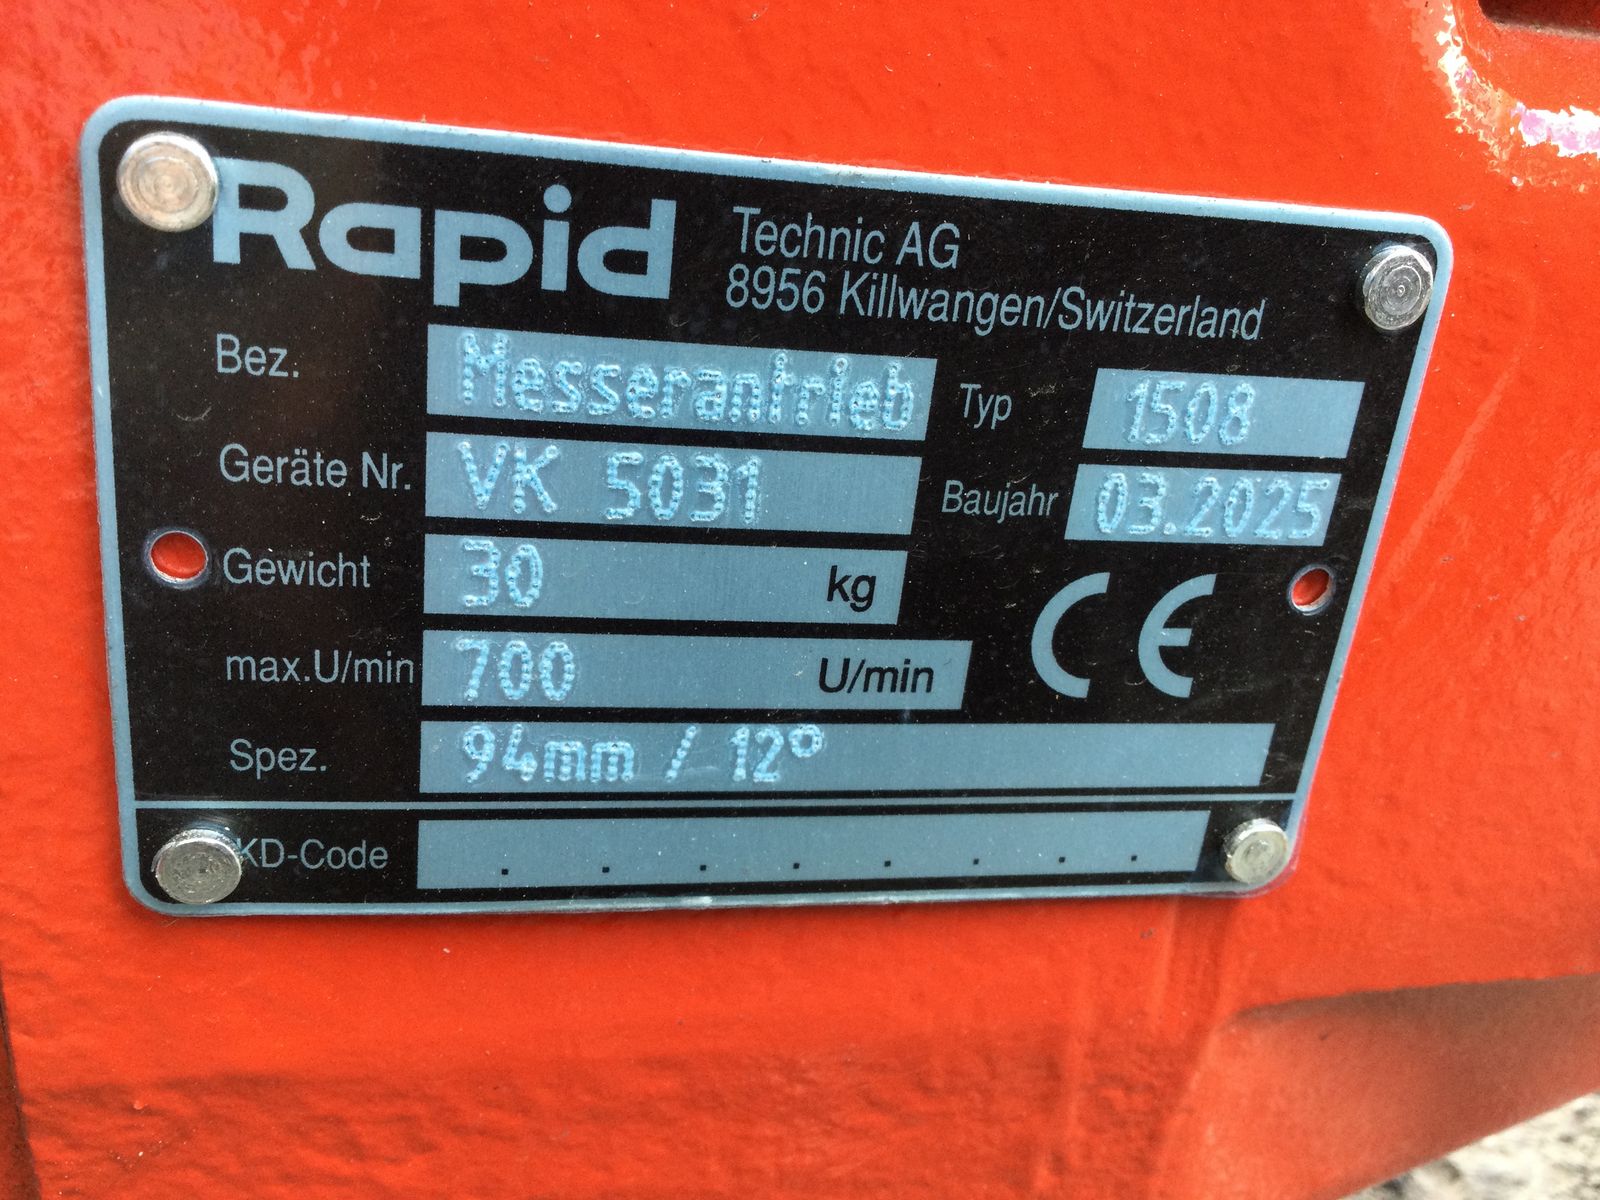 Rapid Technic AG
8956 Killwangen/Switzerland
Bez. Messerantrieb Typ 1508
Geräte Nr. VK 5031 Baujahr 03.2025
Gewicht 30 kg
max.U/min 700 U/min
CE
Spez. 94mm / 12°
KD-Code . . . . . . . .